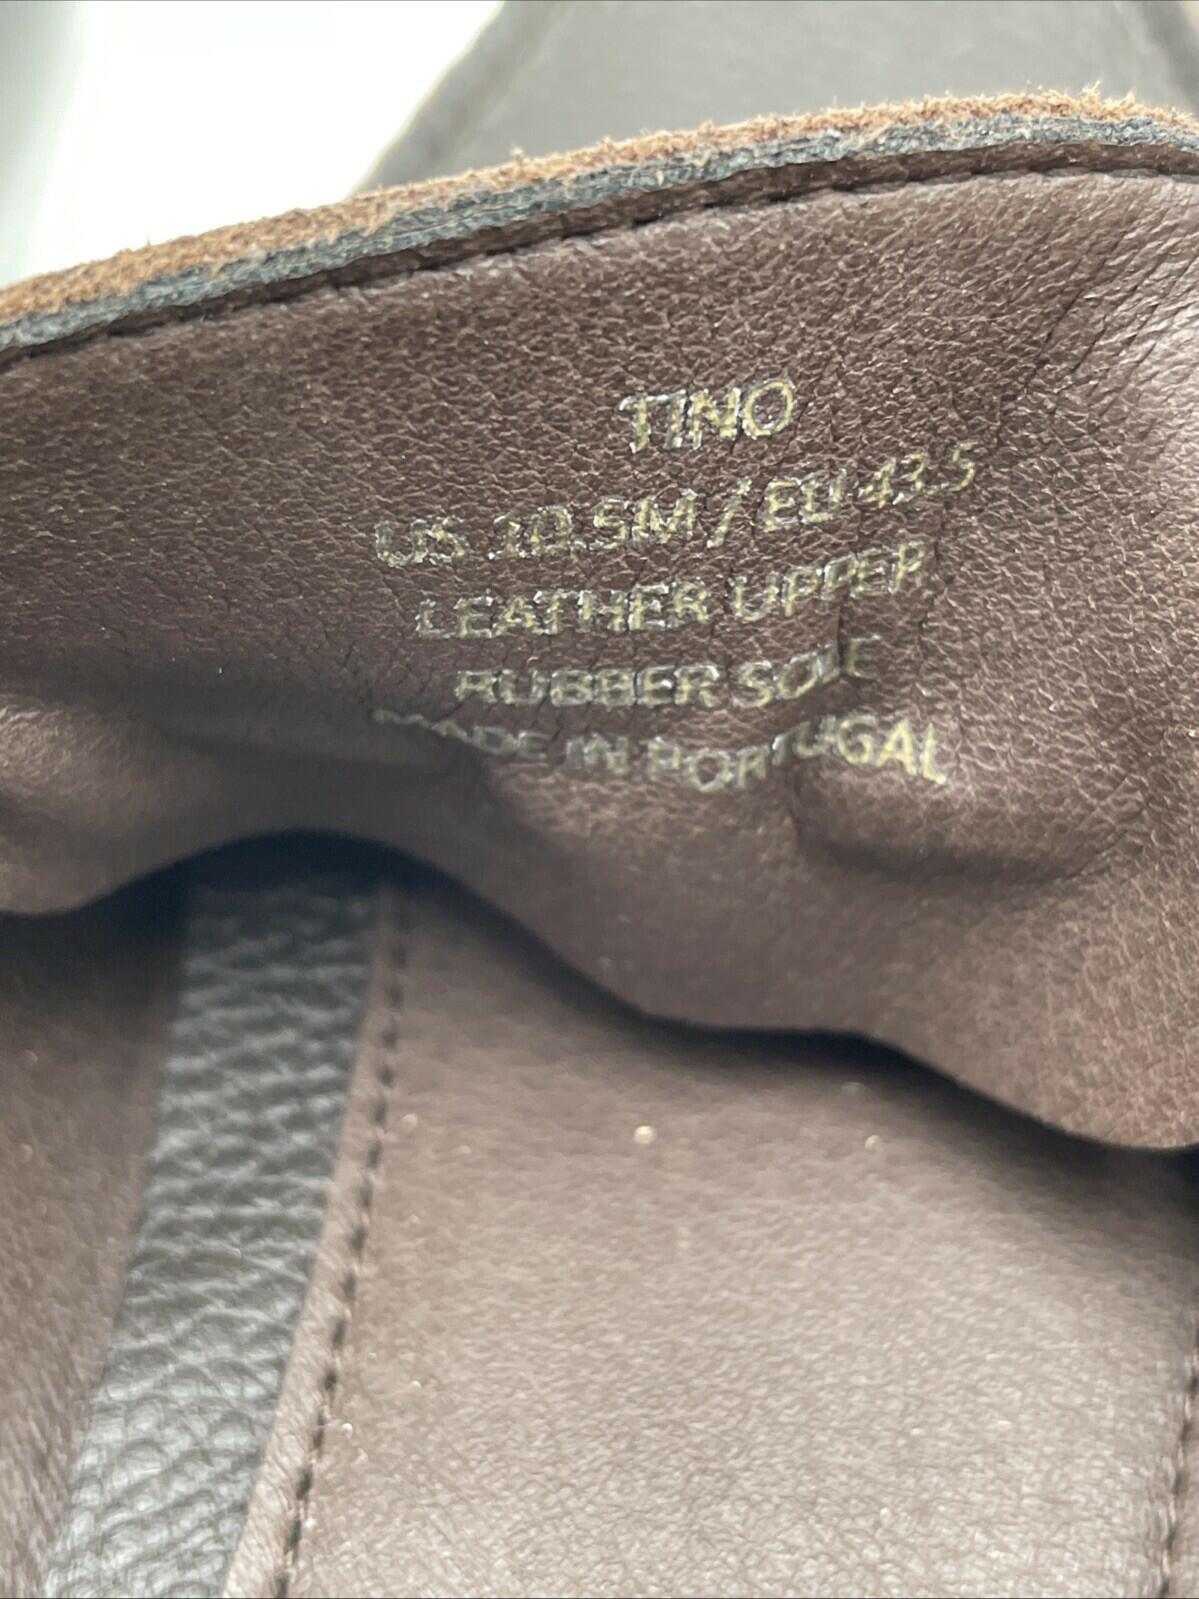 TINO
US 10.5M / EU 43.5
LEATHER UPPER
RUBBER SOLE
MADE IN PORTUGAL